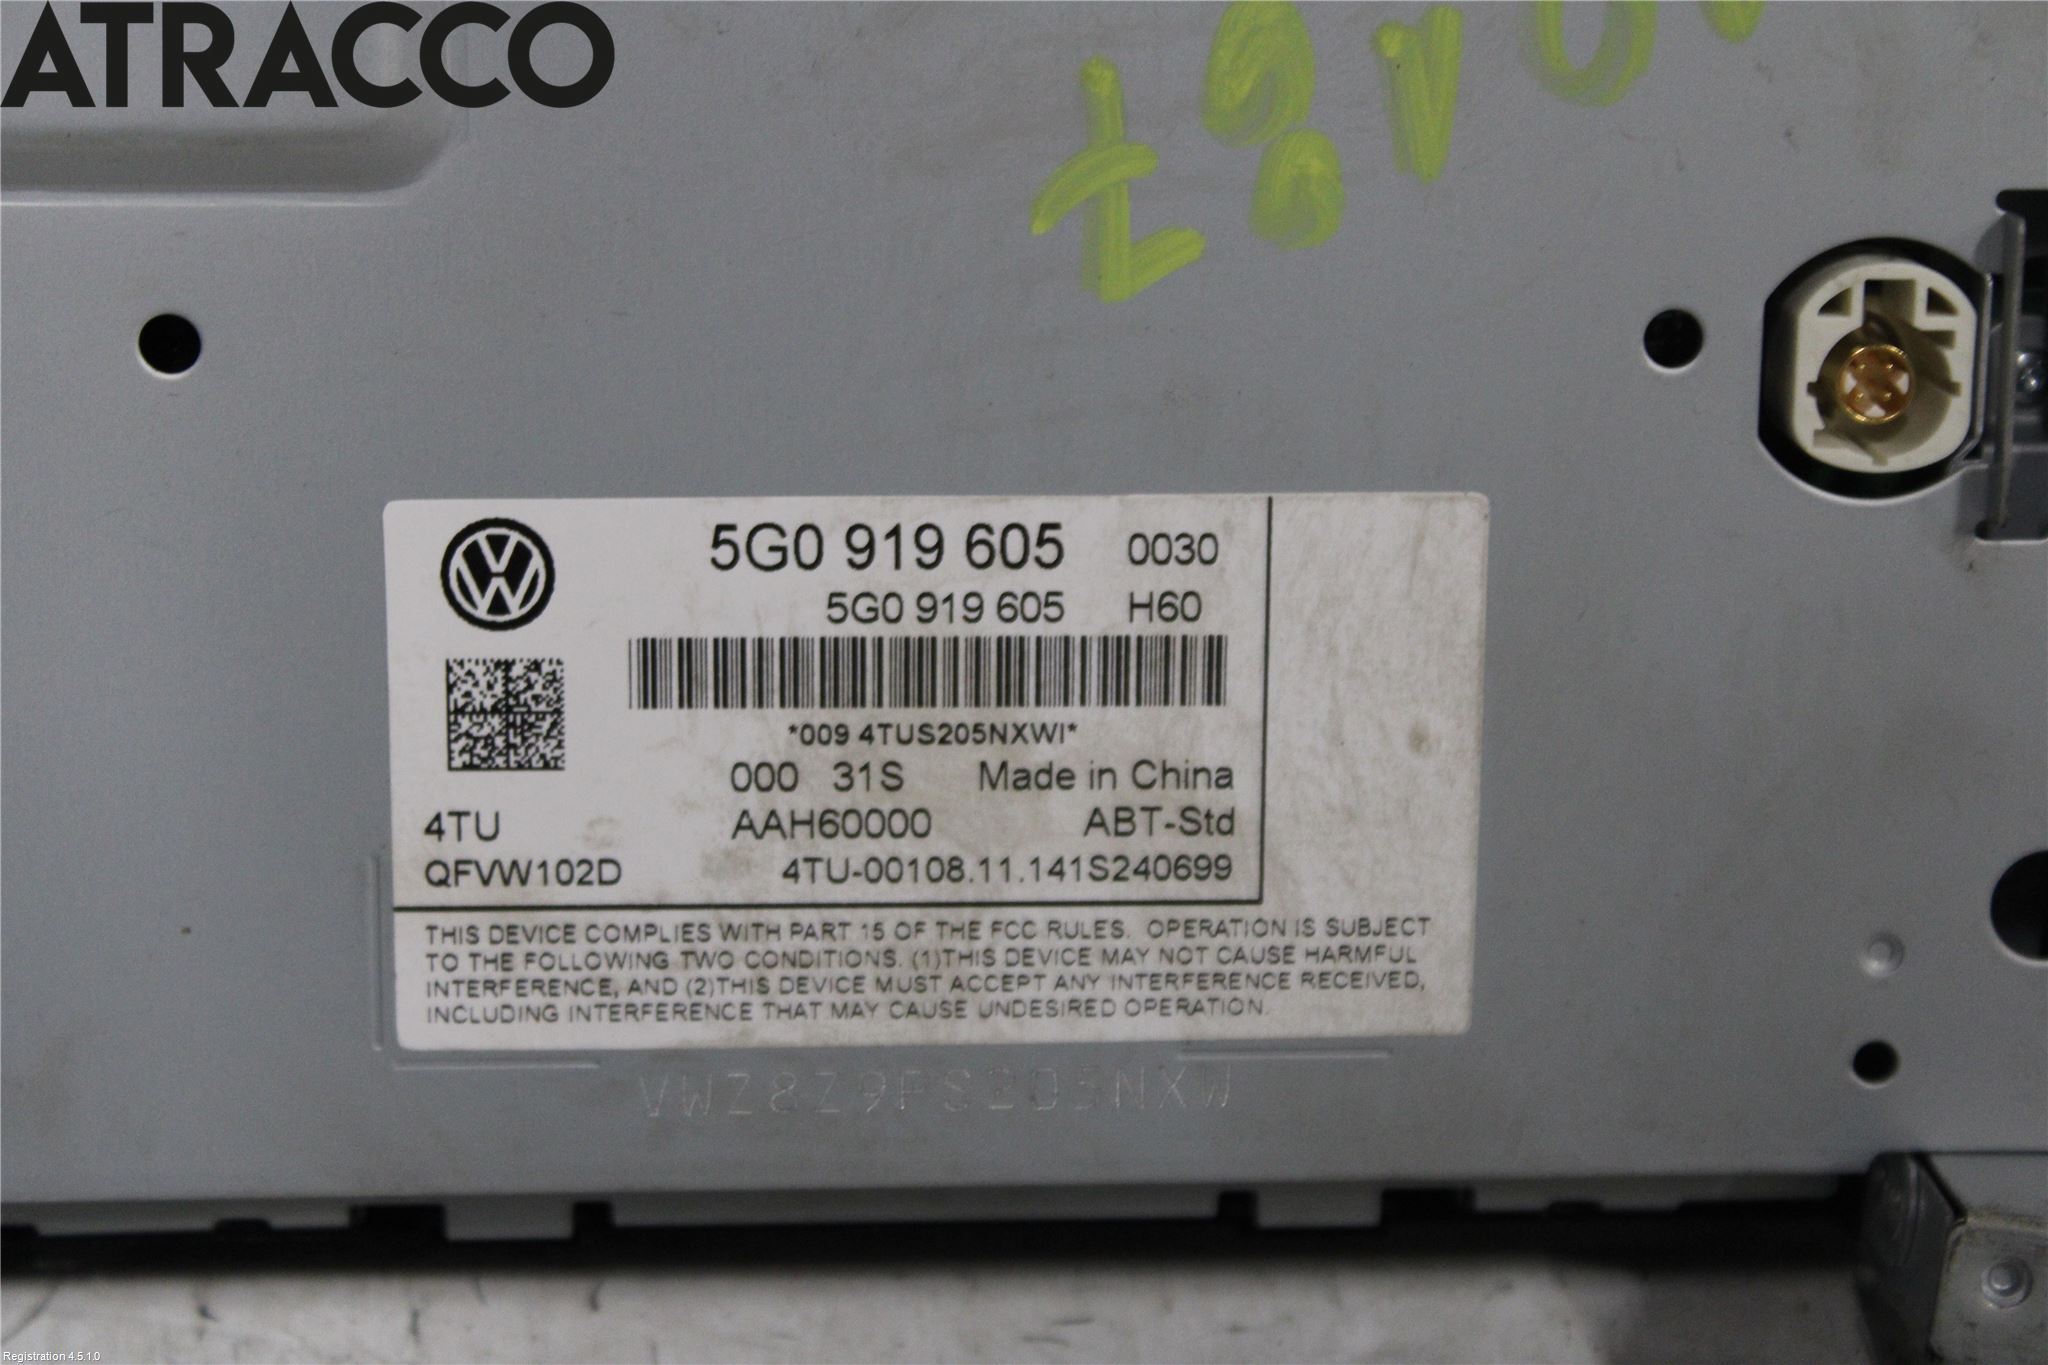 ATRACCO
5G0 919 605 0030
5G0 919 605 H60
*009 4TUS205NXWI*
000 31S Made in China
4TU AAH60000 ABT-Std
QFVW102D 4TU-00108.11.141S240699
THIS DEVICE COMPLIES WITH PART 15 OF THE FCC RULES. OPERATION IS SUBJECT
TO THE FOLLOWING TWO CONDITIONS. (1)THIS DEVICE MAY NOT CAUSE HARMFUL
INTERFERENCE, AND (2)THIS DEVICE MUST ACCEPT ANY INTERFERENCE RECEIVED,
INCLUDING INTERFERENCE THAT MAY CAUSE UNDESIRED OPERATION.
VWZ8Z9PS205NXW
Registration 4.5.1.0